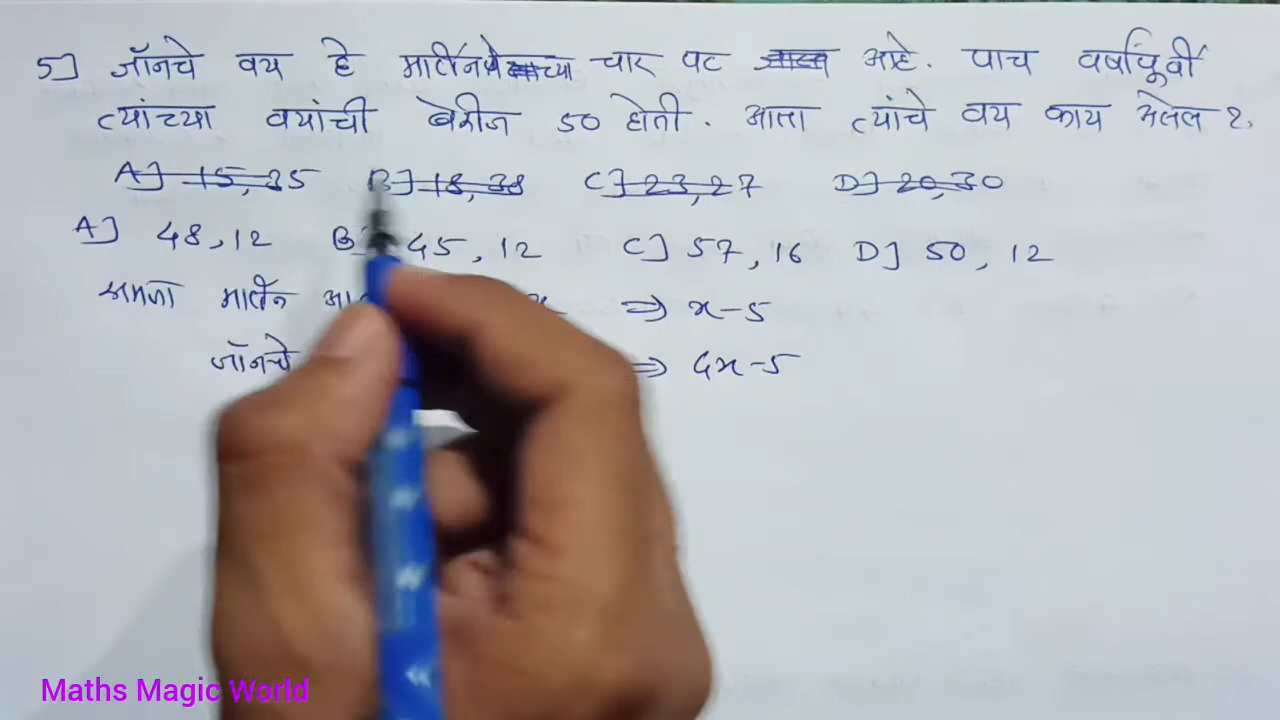 5] जॉनचे वय हे मार्टीनच्या चार पट आहे. पाच वर्षांपूर्वी
त्यांच्या वयांची बेरीज 50 होती. आता त्यांचे वय काय असेल ?
A] 15, 35 B] 18, 38 C] 23, 27 D] 20, 30
A] 48, 12 B] 45, 12 C] 57, 16 D] 50, 12
समजा मार्टीन x ⇒ x-5
जॉनचे ⇒ 4x-5
Maths Magic World